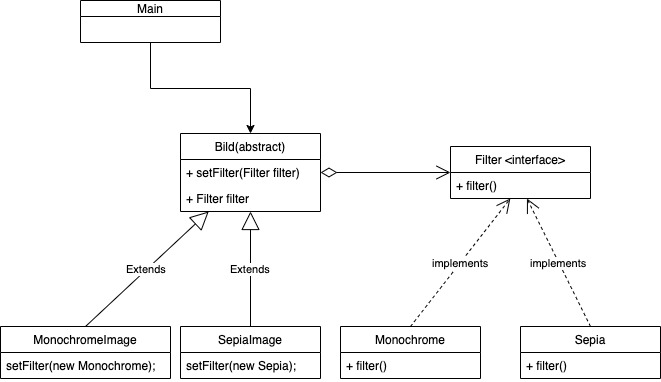 Main
Bild(abstract)
+ setFilter(Filter filter)
+ Filter filter
Filter <interface>
+ filter()
Extends
Extends
implements
implements
MonochromeImage
setFilter(new Monochrome);
SepiaImage
setFilter(new Sepia);
Monochrome
+ filter()
Sepia
+ filter()